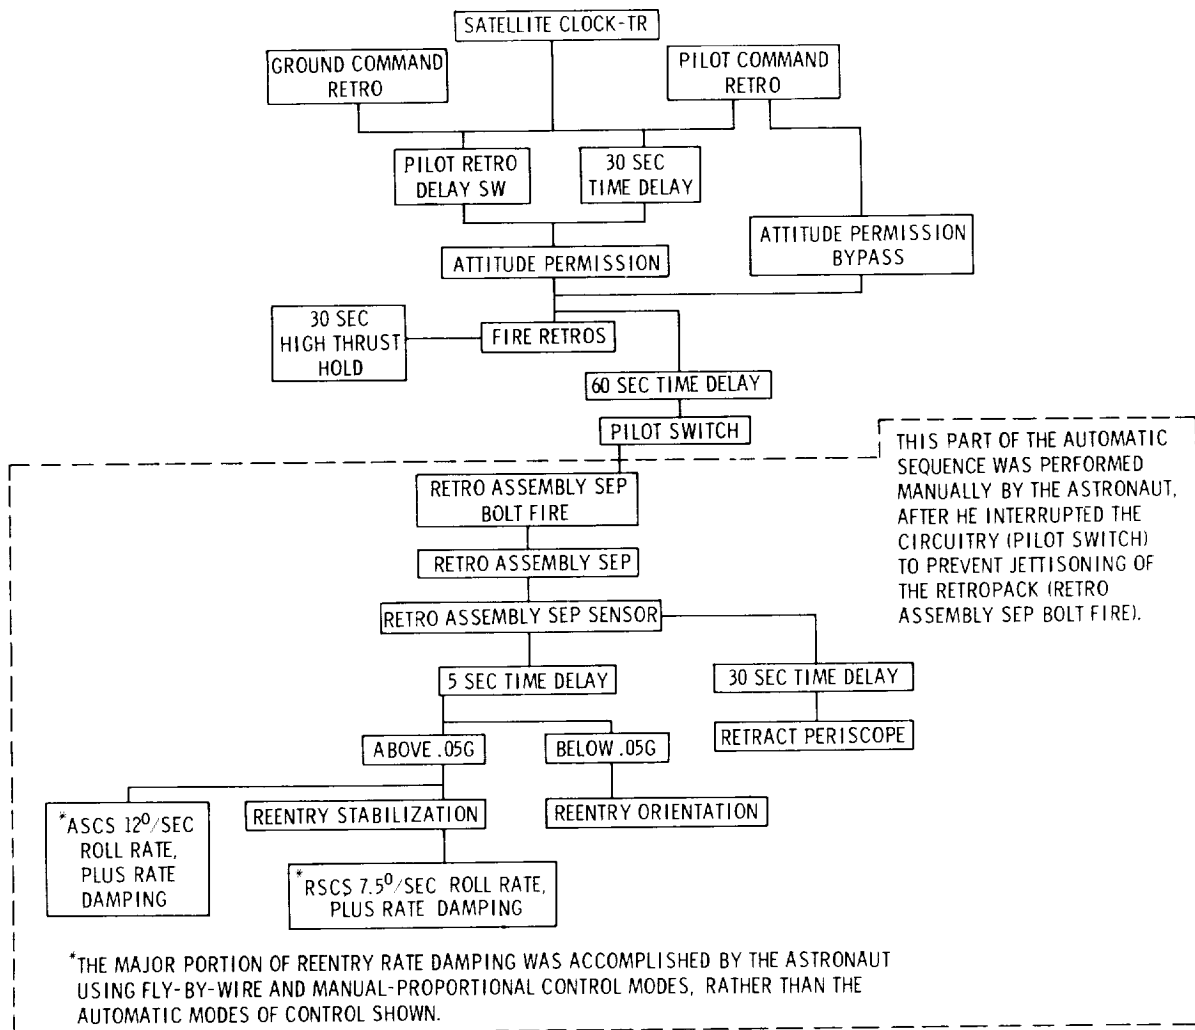 SATELLITE CLOCK-TR
GROUND COMMAND
RETRO
PILOT COMMAND
RETRO
PILOT RETRO
DELAY SW
30 SEC
TIME DELAY
ATTITUDE PERMISSION
BYPASS
ATTITUDE PERMISSION
30 SEC
HIGH THRUST
HOLD
FIRE RETROS
60 SEC TIME DELAY
PILOT SWITCH
THIS PART OF THE AUTOMATIC
SEQUENCE WAS PERFORMED
MANUALLY BY THE ASTRONAUT,
AFTER HE INTERRUPTED THE
CIRCUITRY (PILOT SWITCH)
TO PREVENT JETTISONING OF
THE RETROPACK (RETRO
ASSEMBLY SEP BOLT FIRE).
RETRO ASSEMBLY SEP
BOLT FIRE
RETRO ASSEMBLY SEP
RETRO ASSEMBLY SEP SENSOR
5 SEC TIME DELAY
30 SEC TIME DELAY
RETRACT PERISCOPE
ABOVE .05G
BELOW .05G
*ASCS 12⁰/SEC
ROLL RATE,
PLUS RATE
DAMPING
REENTRY STABILIZATION
REENTRY ORIENTATION
*RSCS 7.5⁰/SEC ROLL RATE,
PLUS RATE DAMPING
*THE MAJOR PORTION OF REENTRY RATE DAMPING WAS ACCOMPLISHED BY THE ASTRONAUT
USING FLY-BY-WIRE AND MANUAL-PROPORTIONAL CONTROL MODES, RATHER THAN THE
AUTOMATIC MODES OF CONTROL SHOWN.